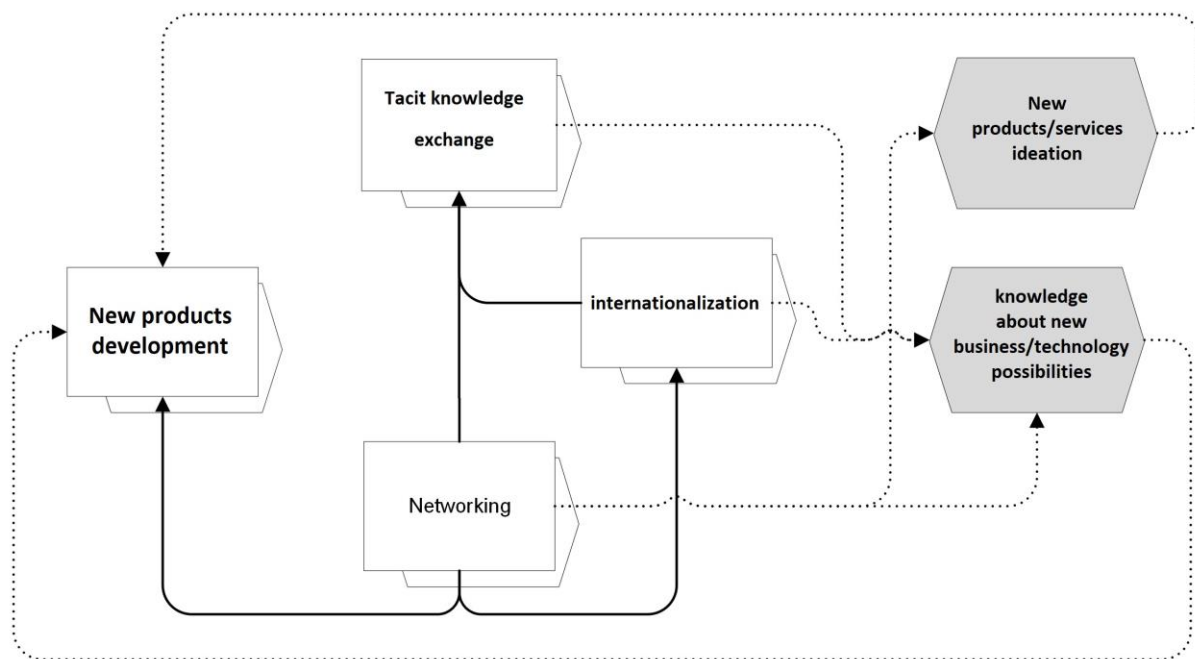 Tacit knowledge
exchange
New
products/services
ideation
New products
development
internationalization
knowledge
about new
business/technology
possibilities
Networking